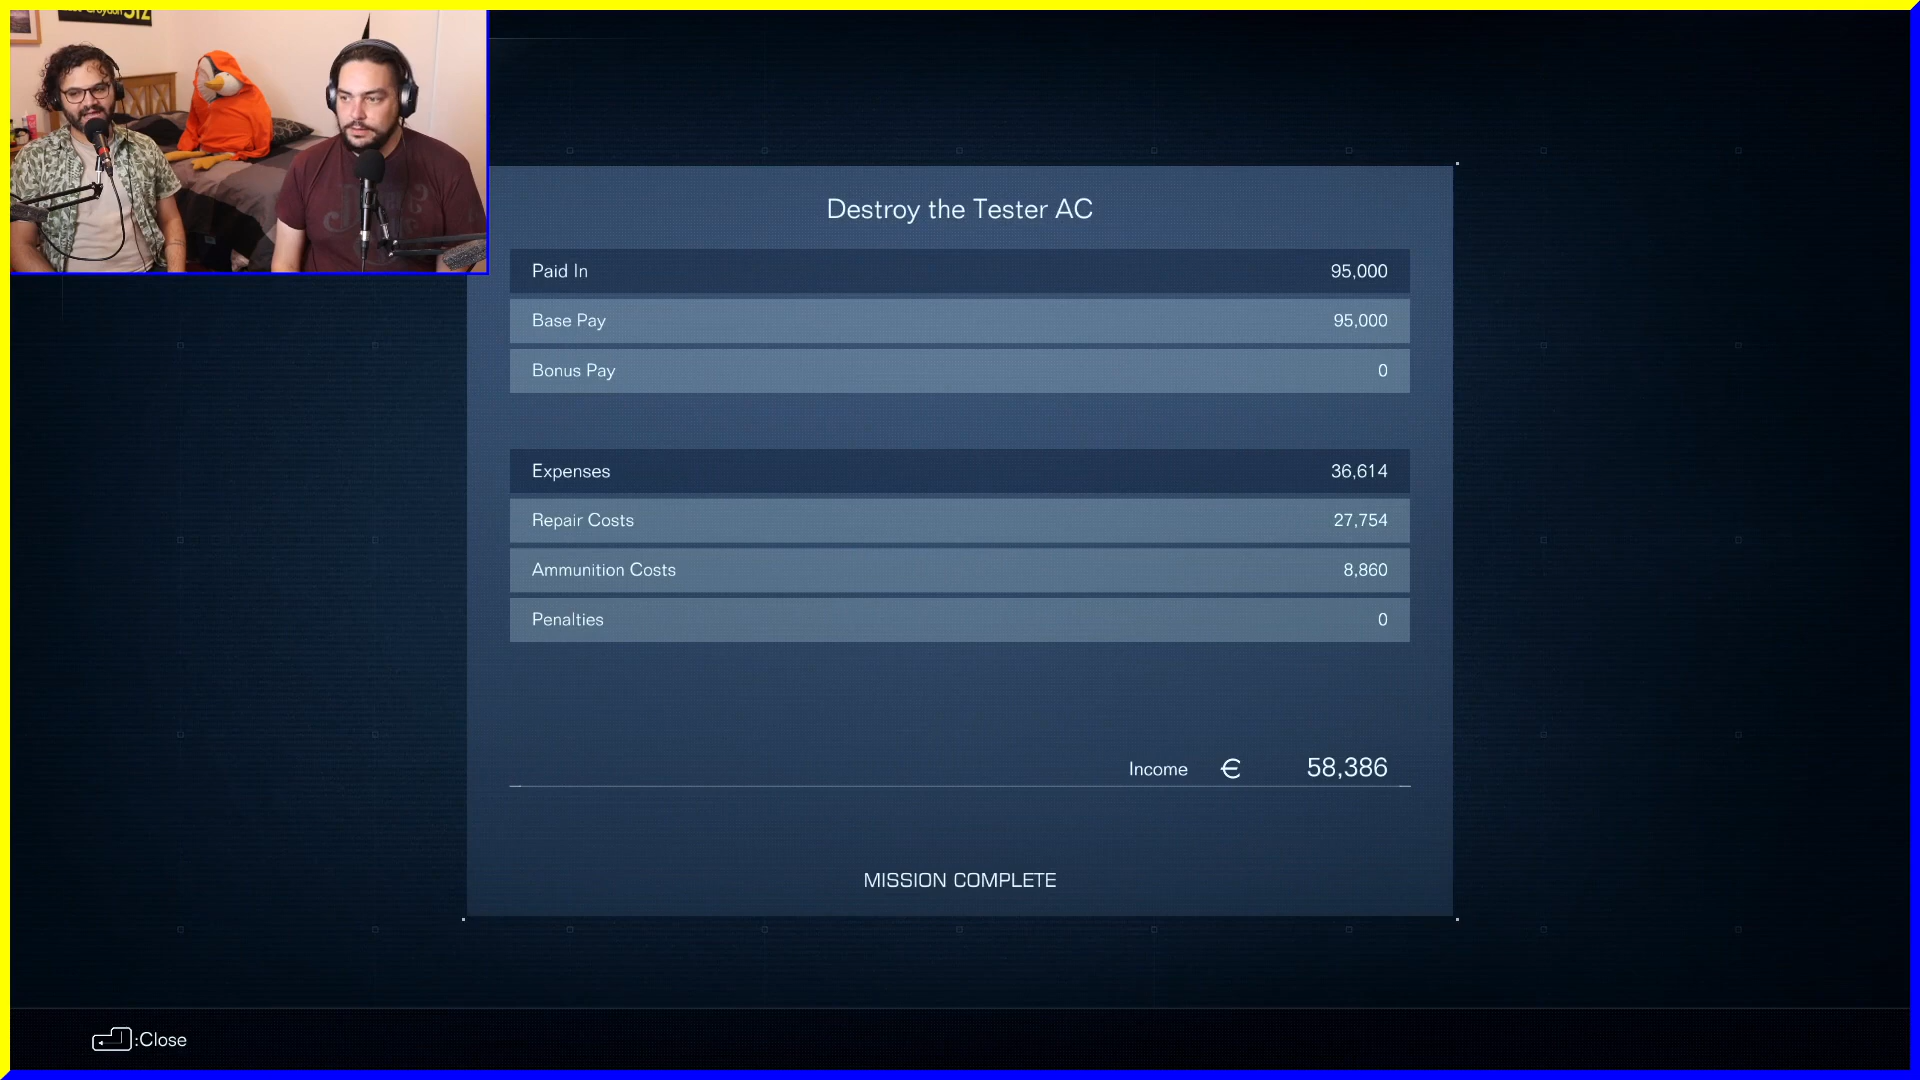 Destroy the Tester AC
Paid In 95,000
Base Pay 95,000
Bonus Pay 0
Expenses 36,614
Repair Costs 27,754
Ammunition Costs 8,860
Penalties 0
Income € 58,386
MISSION COMPLETE
:Close